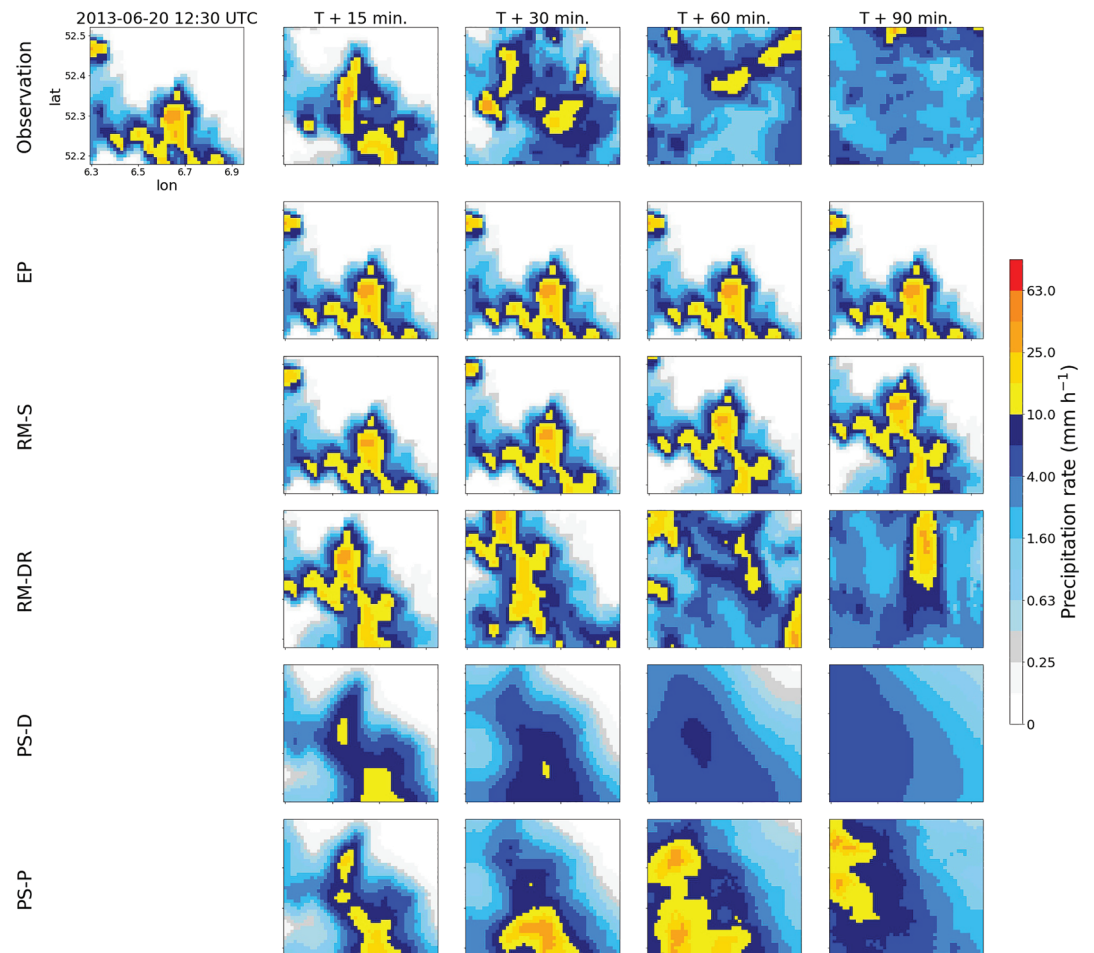 2013-06-20 12:30 UTC
T + 15 min.
T + 30 min.
T + 60 min.
T + 90 min.
Observation
lat
52.5
52.4
52.3
52.2
6.3
6.5
6.7
6.9
lon
EP
RM-S
RM-DR
PS-D
PS-P
63.0
25.0
10.0
4.00
1.60
0.63
0.25
0
Precipitation rate (mm h⁻¹)